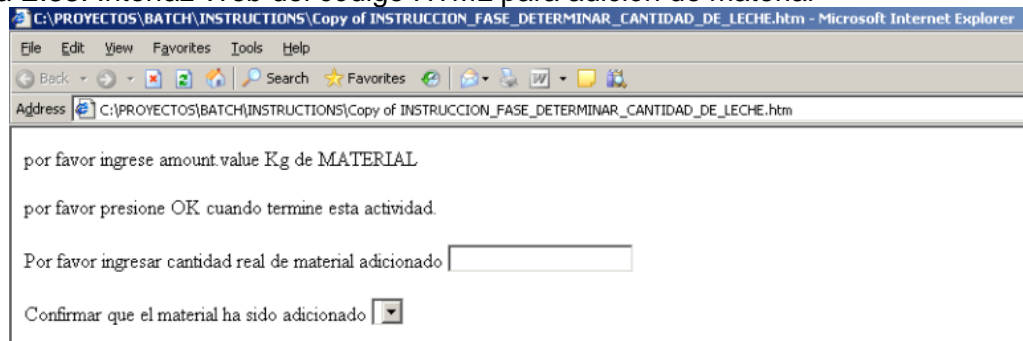 C:\PROYECTOS\BATCH\INSTRUCTIONS\Copy of INSTRUCCION_FASE_DETERMINAR_CANTIDAD_DE_LECHE.htm - Microsoft Internet Explorer
File Edit View Favorites Tools Help
Back Search Favorites
Address C:\PROYECTOS\BATCH\INSTRUCTIONS\Copy of INSTRUCCION_FASE_DETERMINAR_CANTIDAD_DE_LECHE.htm
por favor ingrese amount.value Kg de MATERIAL
por favor presione OK cuando termine esta actividad.
Por favor ingresar cantidad real de material adicionado
Confirmar que el material ha sido adicionado